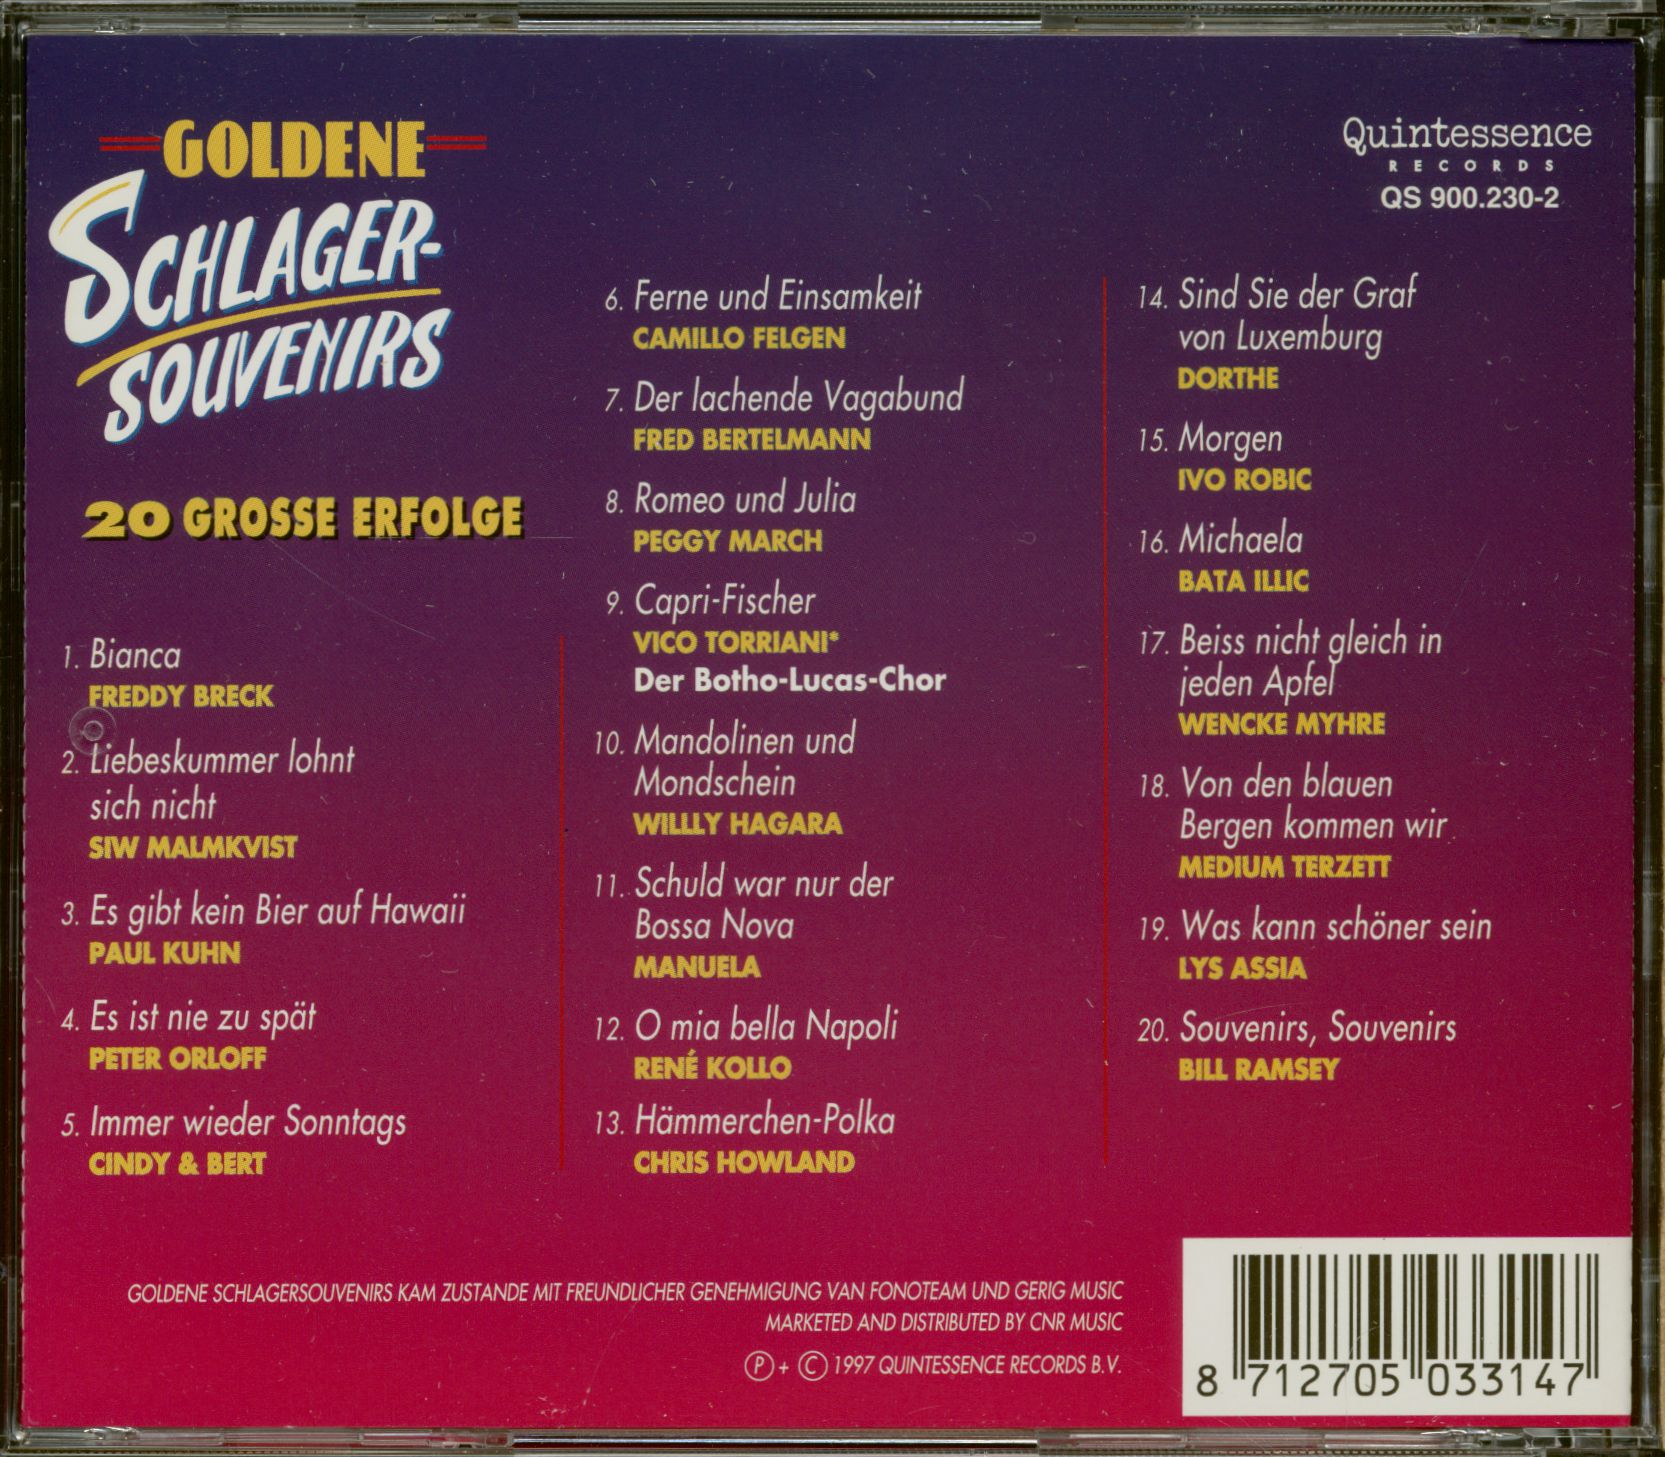 GOLDENE
SCHLAGER-
SOUVENIRS
20 GROSSE ERFOLGE
1. Bianca
FREDDY BRECK
2. Liebeskummer lohnt
sich nicht
SIW MALMKVIST
3. Es gibt kein Bier auf Hawaii
PAUL KUHN
4. Es ist nie zu spät
PETER ORLOFF
5. Immer wieder Sonntags
CINDY & BERT
6. Ferne und Einsamkeit
CAMILLO FELGEN
7. Der lachende Vagabund
FRED BERTELMANN
8. Romeo und Julia
PEGGY MARCH
9. Capri-Fischer
VICO TORRIANI*
Der Botho-Lucas-Chor
10. Mandolinen und
Mondschein
WILLLY HAGARA
11. Schuld war nur der
Bossa Nova
MANUELA
12. O mia bella Napoli
RENÉ KOLLO
13. Hämmerchen-Polka
CHRIS HOWLAND
Quintessence
RECORDS
QS 900.230-2
14. Sind Sie der Graf
von Luxemburg
DORTHE
15. Morgen
IVO ROBIC
16. Michaela
BATA ILLIC
17. Beiss nicht gleich in
jeden Apfel
WENCKE MYHRE
18. Von den blauen
Bergen kommen wir
MEDIUM TERZETT
19. Was kann schöner sein
LYS ASSIA
20. Souvenirs, Souvenirs
BILL RAMSEY
GOLDENE SCHLAGERSOUVENIRS KAM ZUSTANDE MIT FREUNDLICHER GENEHMIGUNG VAN FONOTEAM UND GERIG MUSIC
MARKETED AND DISTRIBUTED BY CNR MUSIC
Ⓟ + Ⓒ 1997 QUINTESSENCE RECORDS B.V.
8 712705 033147